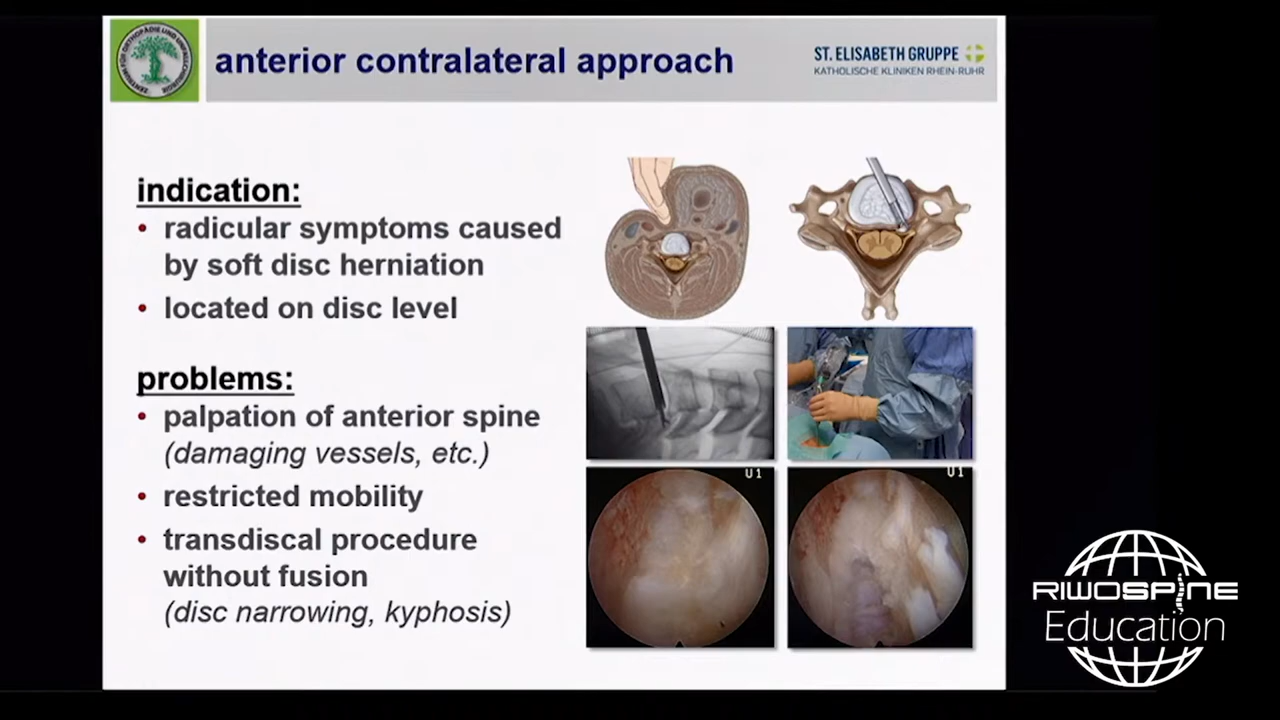 anterior contralateral approach
ST. ELISABETH GRUPPE
KATHOLISCHE KLINIKEN RHEIN-RUHR
indication:
• radicular symptoms caused
by soft disc herniation
• located on disc level
problems:
• palpation of anterior spine
(damaging vessels, etc.)
• restricted mobility
• transdiscal procedure
without fusion
(disc narrowing, kyphosis)
U1
U1
RIWOSPINE
Education